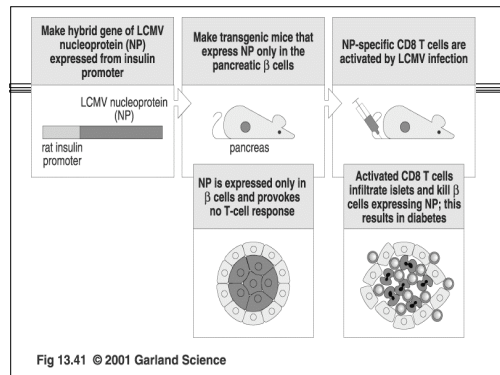 Make hybrid gene of LCMV
nucleoprotein (NP)
expressed from insulin
promoter
LCMV nucleoprotein
(NP)
rat insulin
promoter
Make transgenic mice that
express NP only in the
pancreatic β cells
pancreas
NP-specific CD8 T cells are
activated by LCMV infection
NP is expressed only in
β cells and provokes
no T-cell response
Activated CD8 T cells
infiltrate islets and kill β
cells expressing NP; this
results in diabetes
Fig 13.41 © 2001 Garland Science